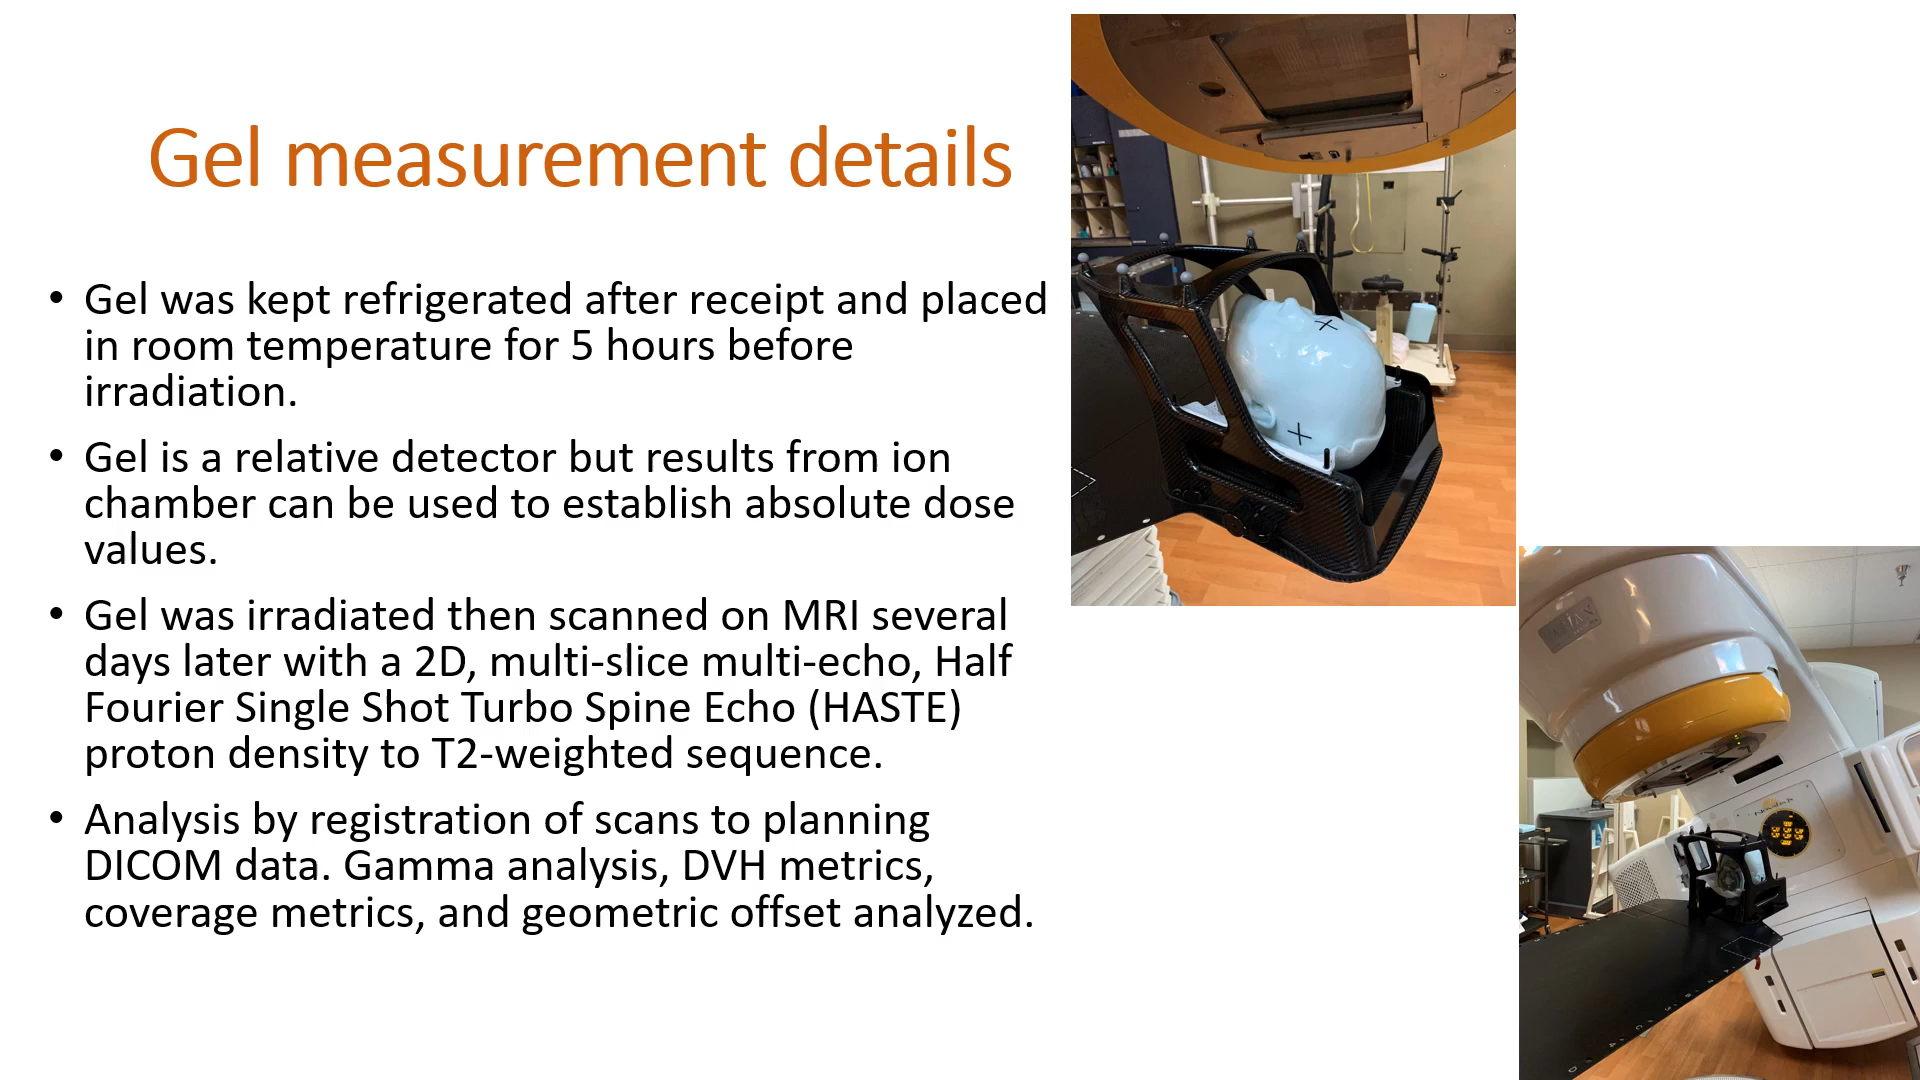 Gel measurement details
• Gel was kept refrigerated after receipt and placed
in room temperature for 5 hours before
irradiation.
• Gel is a relative detector but results from ion
chamber can be used to establish absolute dose
values.
• Gel was irradiated then scanned on MRI several
days later with a 2D, multi-slice multi-echo, Half
Fourier Single Shot Turbo Spine Echo (HASTE)
proton density to T2-weighted sequence.
• Analysis by registration of scans to planning
DICOM data. Gamma analysis, DVH metrics,
coverage metrics, and geometric offset analyzed.